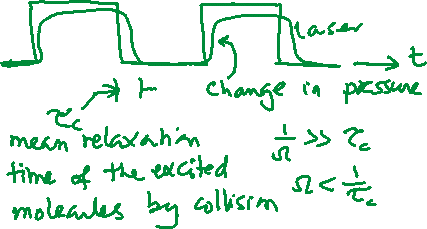 laser
t
τc
change in pressure
mean relaxation
time of the excited
molecules by collision
1/Ω >> τc
Ω < 1/τc